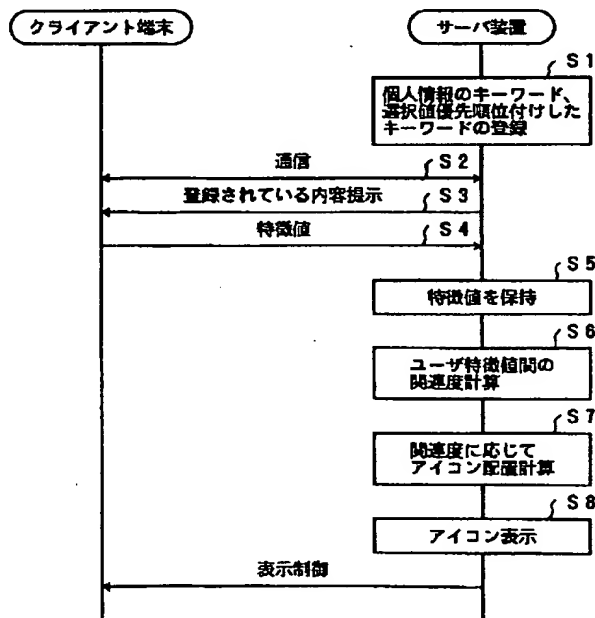 クライアント端末
サーバ装置
S1
個人情報のキーワード、
選択値優先順位付けした
キーワードの登録
通信
S2
登録されている内容提示
S3
特徴値
S4
S5
特徴値を保持
S6
ユーザ特徴値間の
関連度計算
S7
関連度に応じて
アイコン配置計算
S8
アイコン表示
表示制御